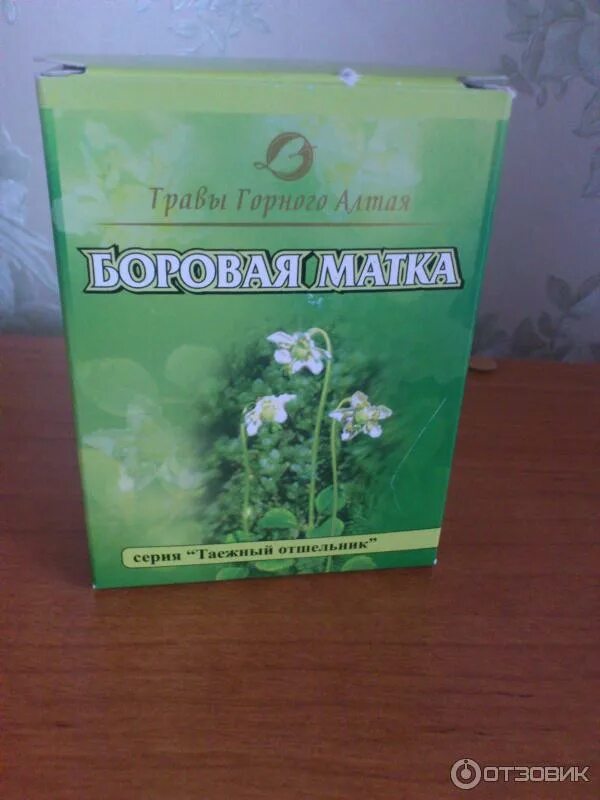 Травы Горного Алтая
БОРОВАЯ МАТКА
серия "Таежный отшельник"
ОТЗОВИК